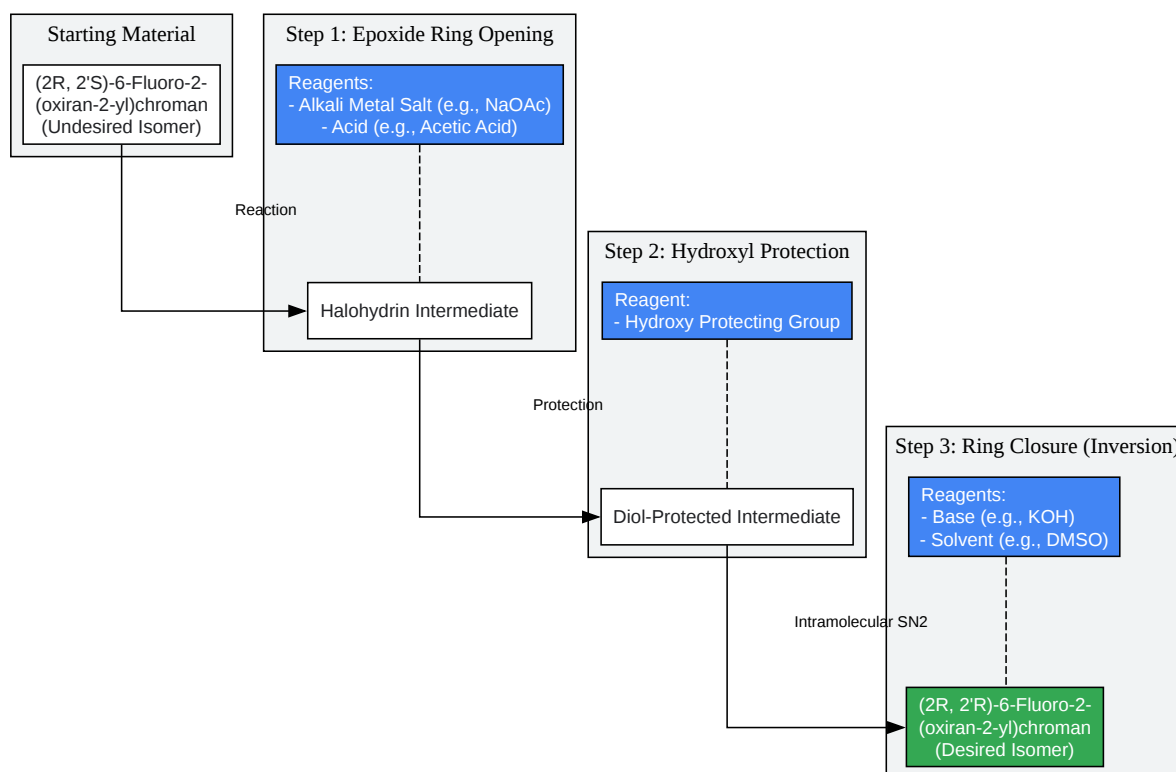 Starting Material
(2R, 2'S)-6-Fluoro-2-
(oxiran-2-yl)chroman
(Undesired Isomer)
Step 1: Epoxide Ring Opening
Reagents:
- Alkali Metal Salt (e.g., NaOAc)
- Acid (e.g., Acetic Acid)
Reaction
Halohydrin Intermediate
Step 2: Hydroxyl Protection
Reagent:
- Hydroxy Protecting Group
Protection
Diol-Protected Intermediate
Step 3: Ring Closure (Inversion)
Reagents:
- Base (e.g., KOH)
- Solvent (e.g., DMSO)
Intramolecular SN2
(2R, 2'R)-6-Fluoro-2-
(oxiran-2-yl)chroman
(Desired Isomer)